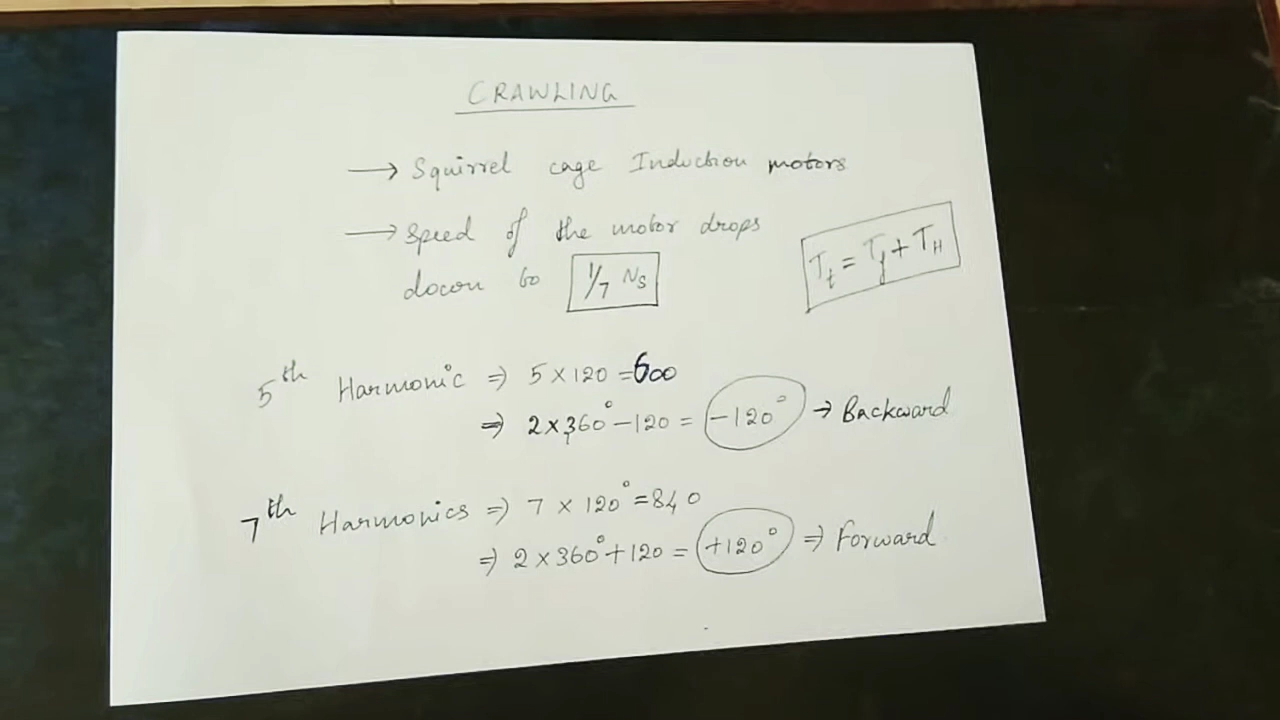 CRAWLING
→ Squirrel cage Induction motors
→ Speed of the motor drops
down to 1/7 Ns
Tt = Tf + TH
5th Harmonic ⇒ 5 × 120 = 600
⇒ 2 × 360° - 120 = -120° → Backward
7th Harmonics ⇒ 7 × 120° = 840
⇒ 2 × 360° + 120 = +120° ⇒ Forward